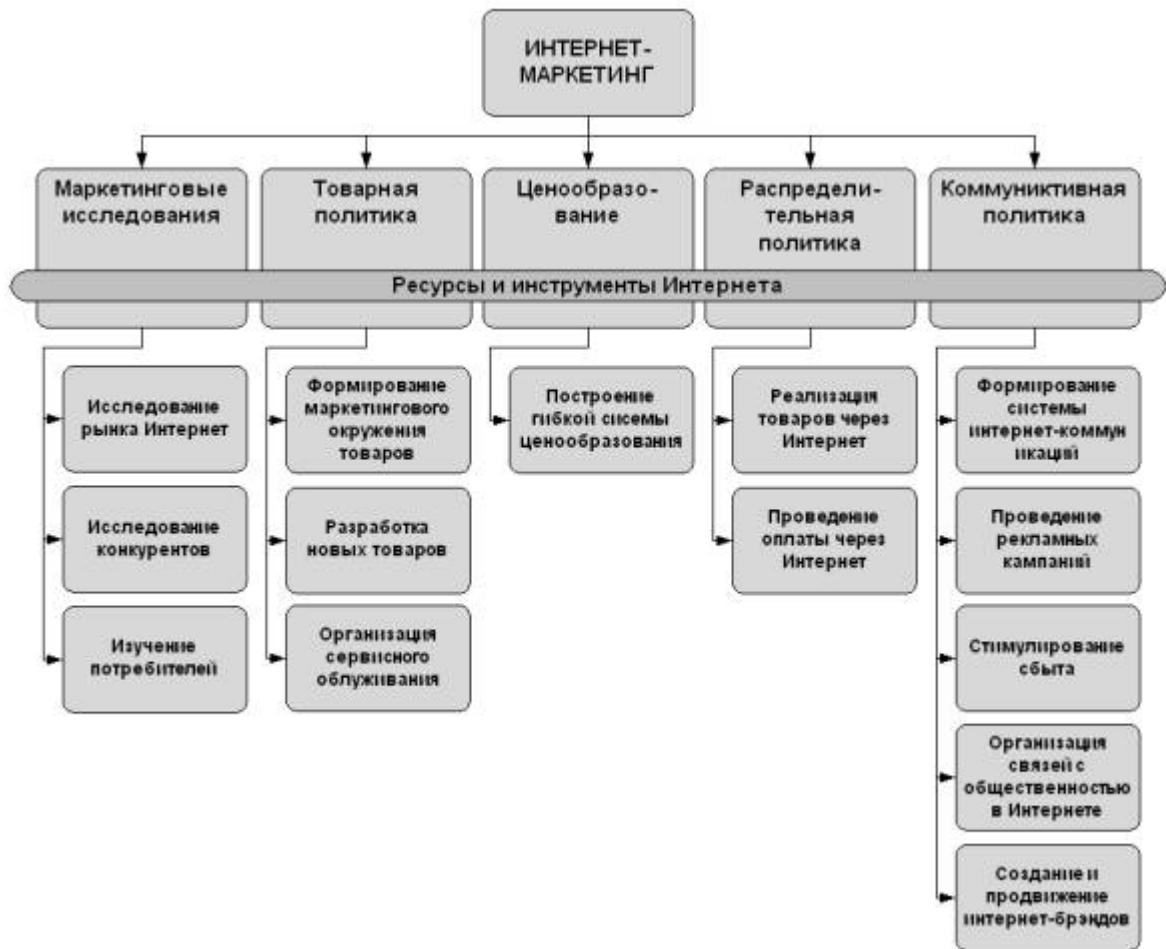 ИНТЕРНЕТ-
МАРКЕТИНГ
Маркетинговые
исследования
Товарная
политика
Ценообразо-
вание
Распредели-
тельная
политика
Коммуниктивная
политика
Ресурсы и инструменты Интернета
Исследование
рынка Интернет
Исследование
конкурентов
Изучение
потребителей
Формирование
маркетингового
окружения
товаров
Разработка
новых товаров
Организация
сервисного
облуживания
Построение
гибкой сисемы
ценообразования
Реализация
товаров через
Интернет
Проведение
оплаты через
Интернет
Формирование
системы
интернет-коммун
икаций
Проведение
рекламных
кампаний
Стимулирование
сбыта
Организация
связей с
общественностью
в Интернете
Создание и
продвижение
интернет-брэндов